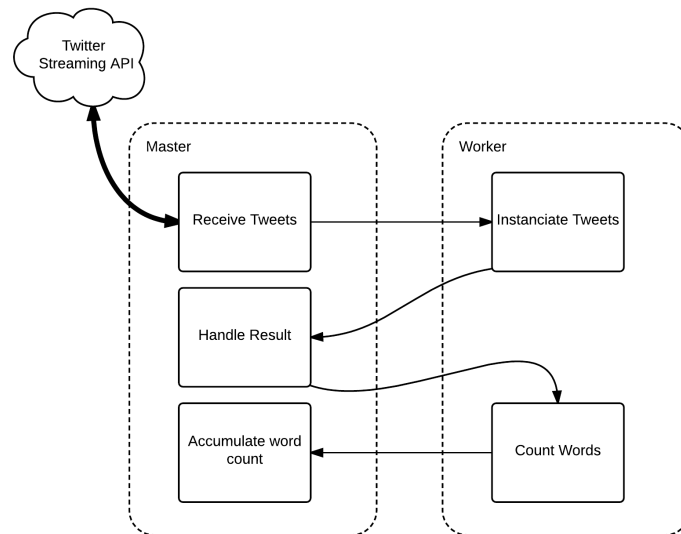 Twitter
Streaming API
Master
Worker
Receive Tweets
Instanciate Tweets
Handle Result
Accumulate word
count
Count Words